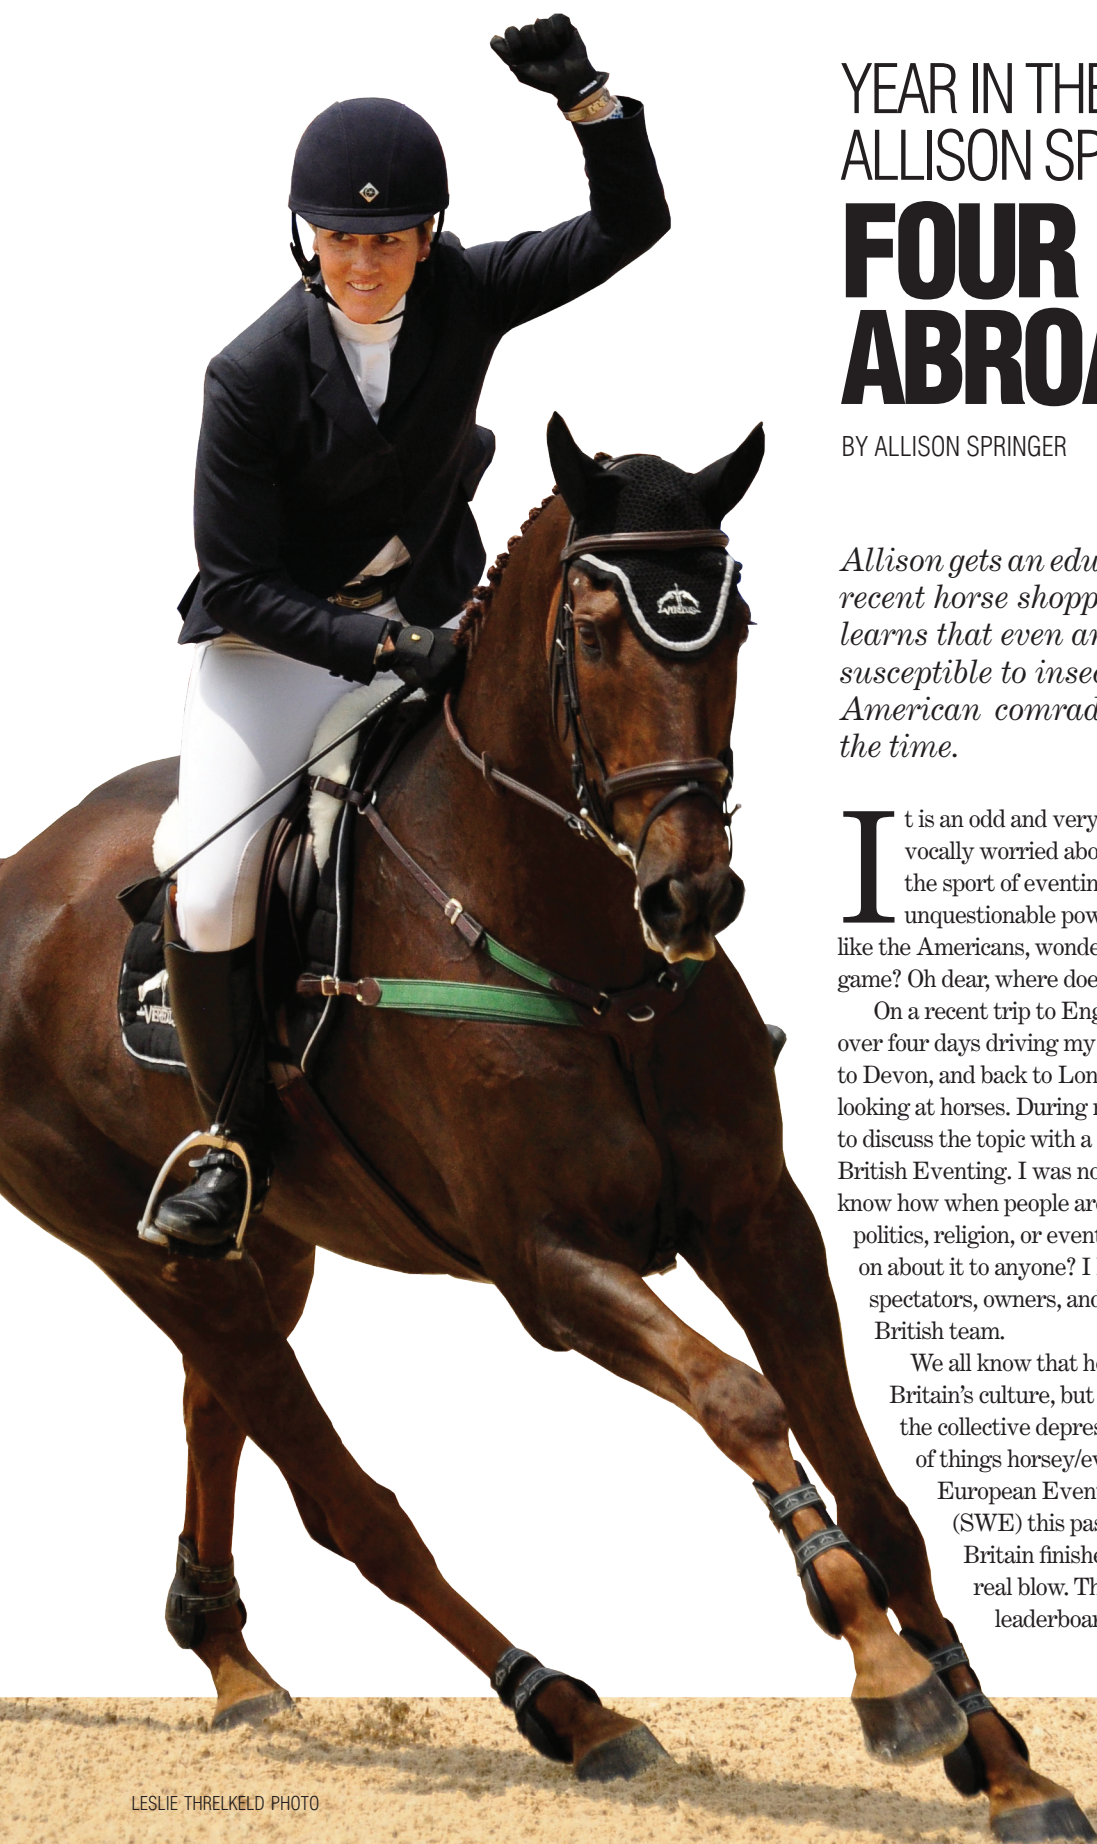 YEAR IN THE
ALLISON SP
FOUR
ABROA
BY ALLISON SPRINGER
Allison gets an edu
recent horse shopp
learns that even an
susceptible to insec
American comrad
the time.
It is an odd and very
vocally worried abo
the sport of eventin
unquestionable pow
like the Americans, wonde
game? Oh dear, where doe
On a recent trip to Eng
over four days driving my
to Devon, and back to Lon
looking at horses. During
to discuss the topic with a
British Eventing. I was no
know how when people are
politics, religion, or event
on about it to anyone? I
spectators, owners, and
British team.
We all know that ho
Britain’s culture, but
the collective depres
of things horsey/ev
European Even
(SWE) this pas
Britain finishe
real blow. Th
leaderboar
LESLIE THRELKELD PHOTO